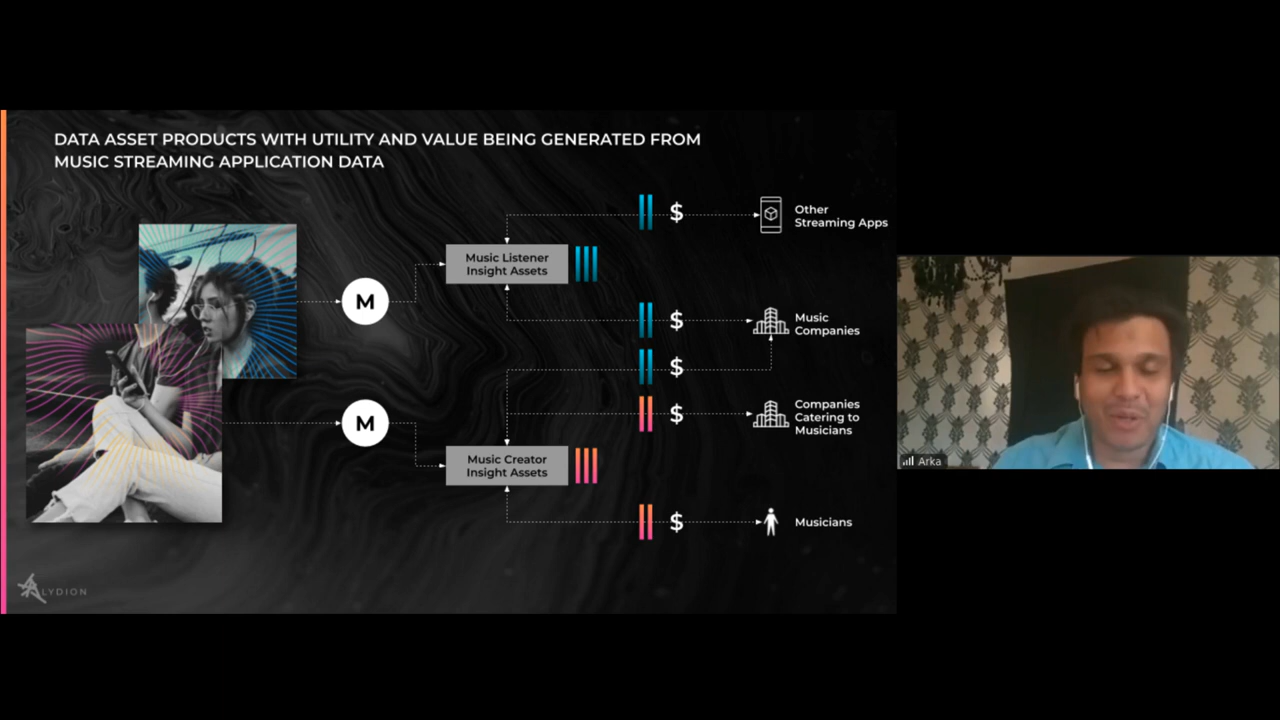 DATA ASSET PRODUCTS WITH UTILITY AND VALUE BEING GENERATED FROM
MUSIC STREAMING APPLICATION DATA
$
Other
Streaming Apps
Music Listener
Insight Assets
M
$
Music
Companies
$
$
Companies
Catering to
Musicians
M
Music Creator
Insight Assets
$
Musicians
LYDION
Arka